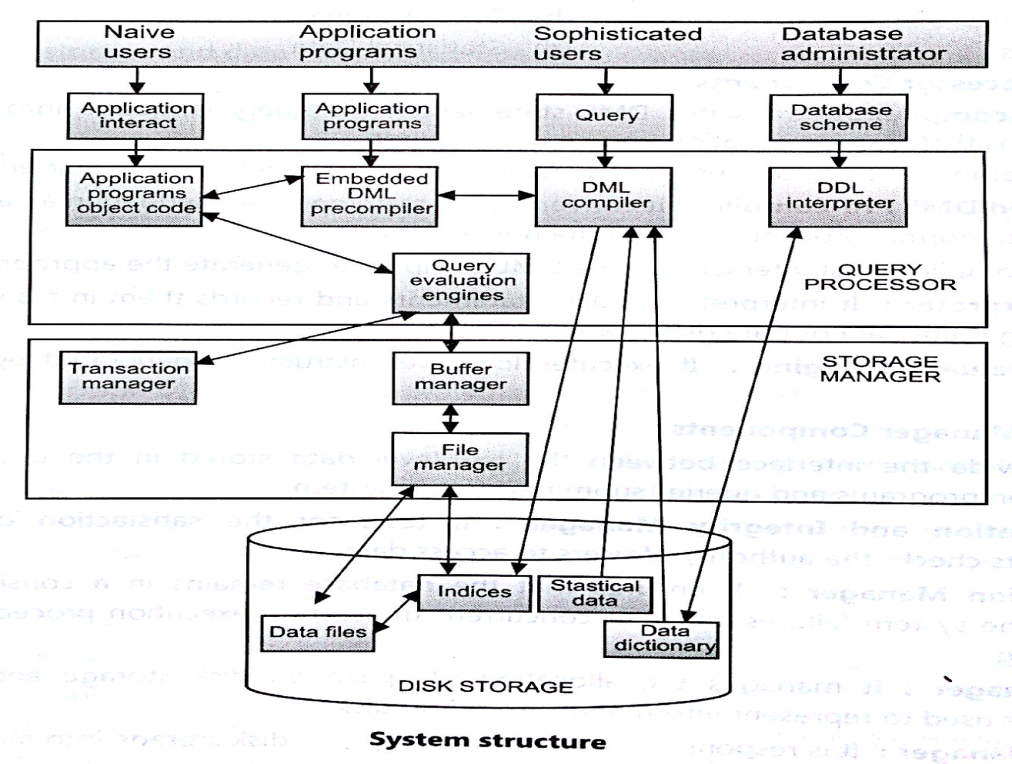 Naive users
Application programs
Sophisticated users
Database administrator
Application interact
Application programs
Query
Database scheme
Application programs object code
Embedded DML precompiler
DML compiler
DDL interpreter
Query evaluation engines
QUERY PROCESSOR
Transaction manager
Buffer manager
STORAGE MANAGER
File manager
Indices
Stastical data
Data files
Data dictionary
DISK STORAGE
System structure